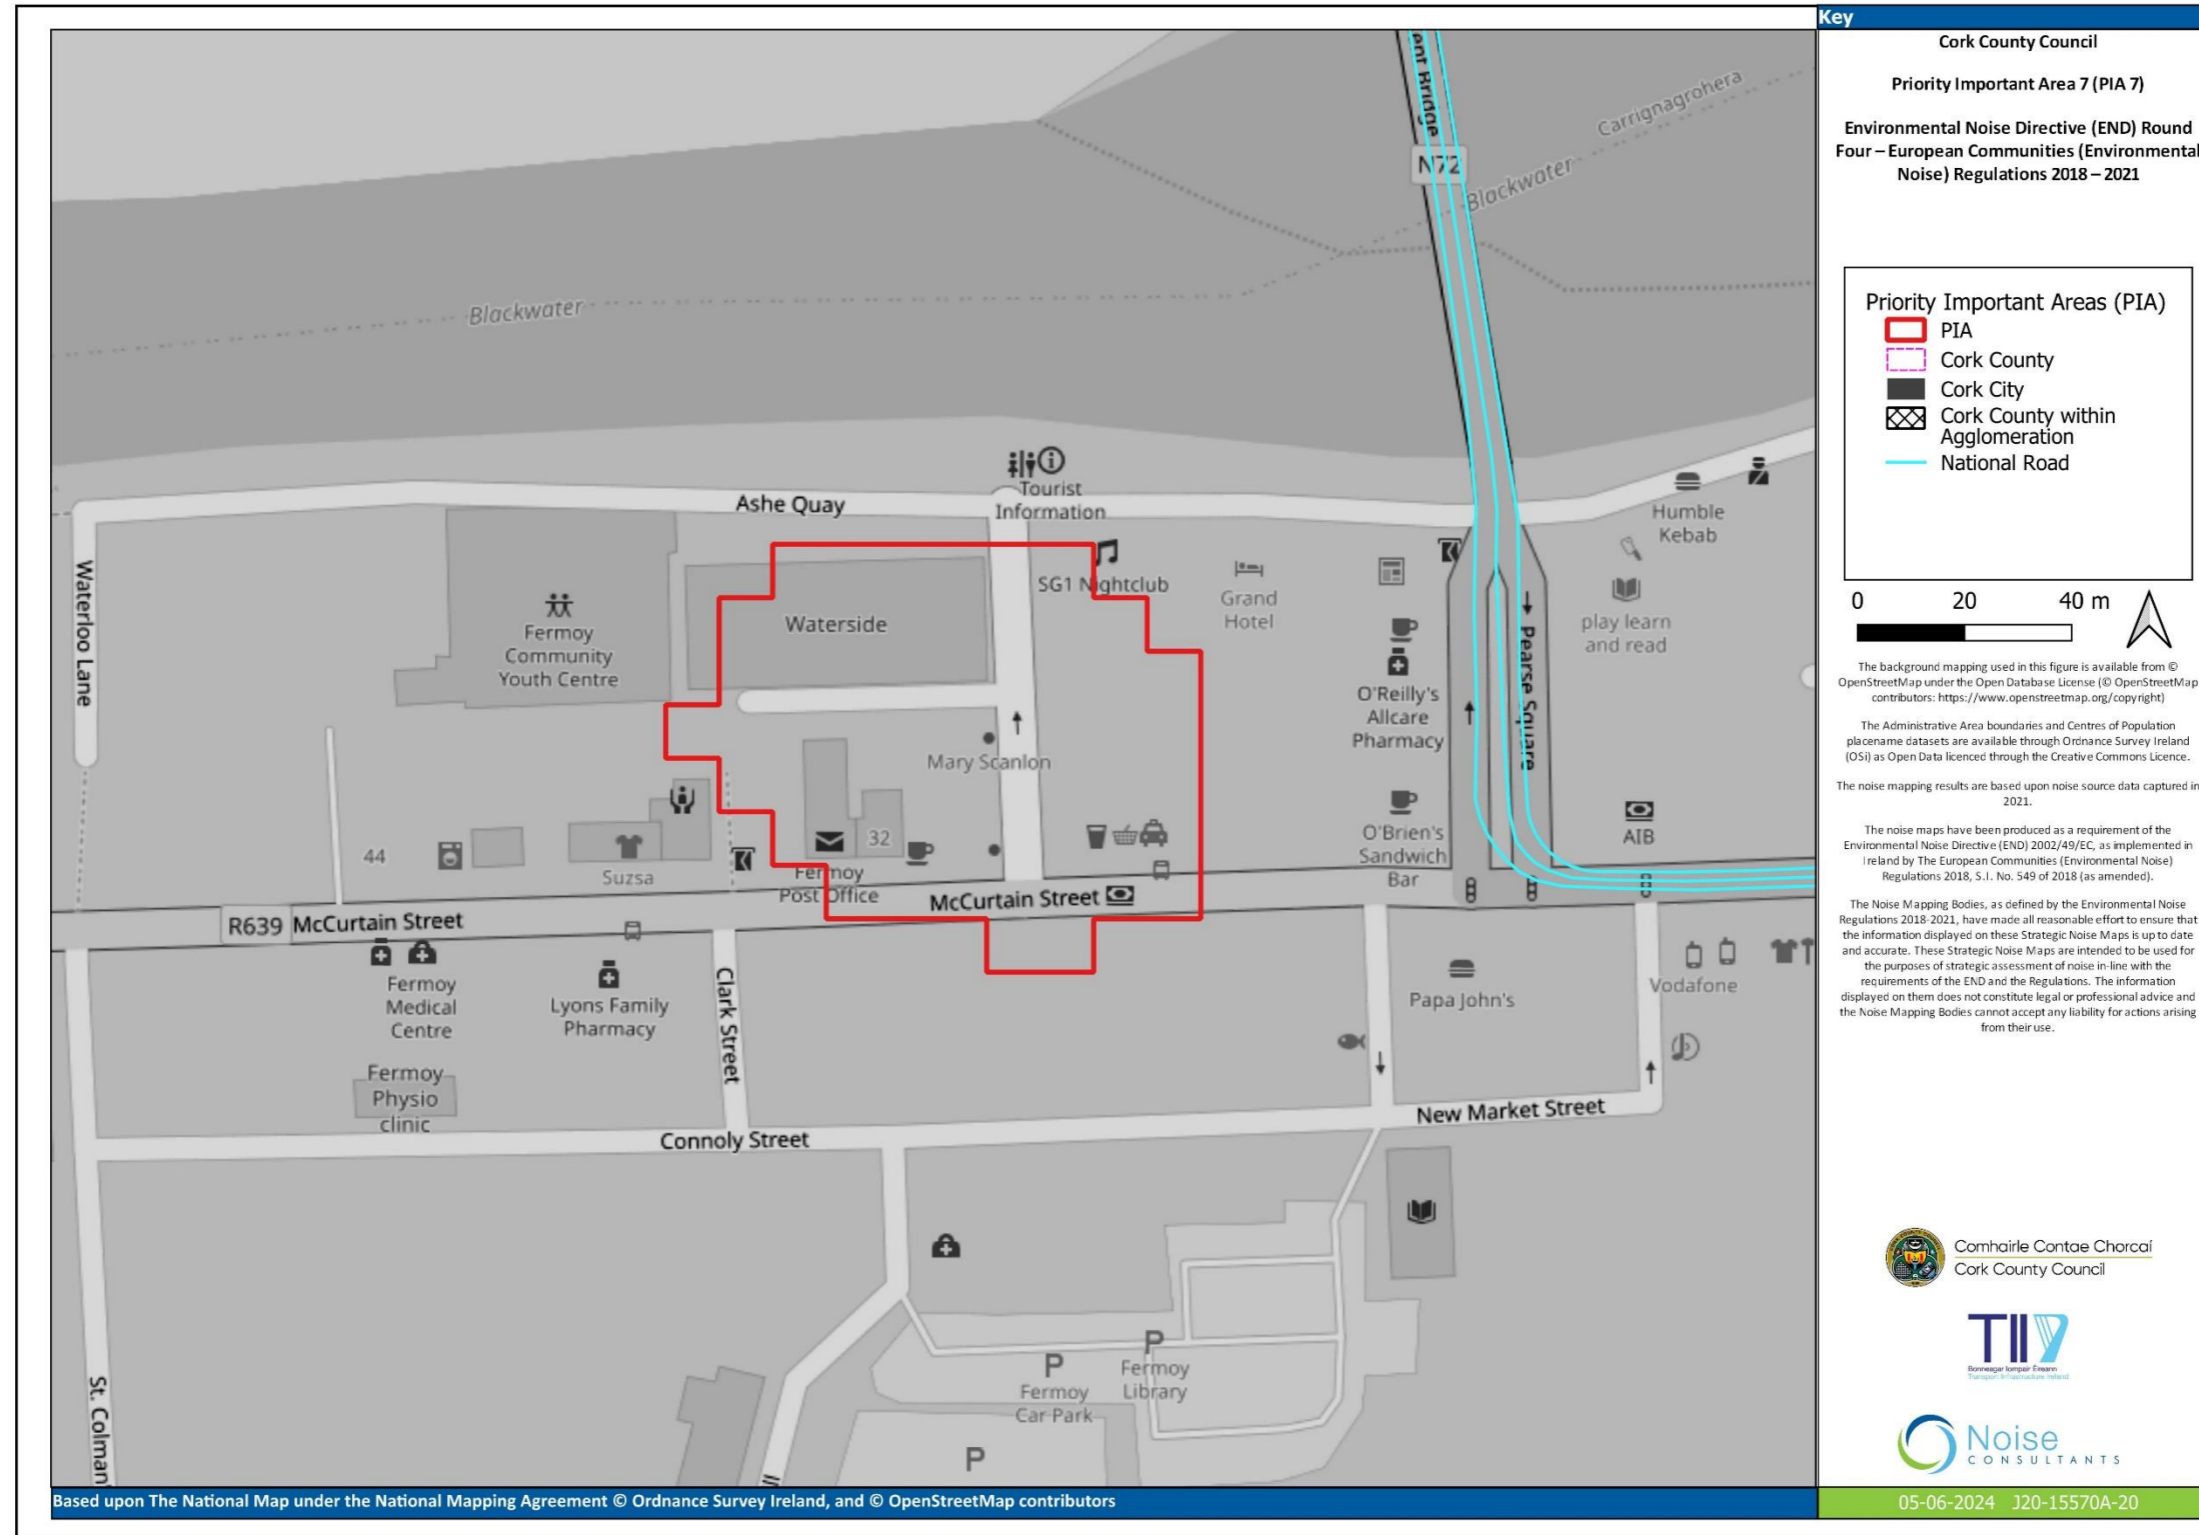 Key
Cork County Council
Priority Important Area 7 (PIA 7)
Environmental Noise Directive (END) Round
Four – European Communities (Environmental
Noise) Regulations 2018 – 2021
Priority Important Areas (PIA)
PIA
Cork County
Cork City
Cork County within
Agglomeration
National Road
0 20 40 m
The background mapping used in this figure is available from ©
OpenStreetMap under the Open Database License (© OpenStreetMap
contributors: https://www.openstreetmap.org/copyright)
The Administrative Area boundaries and Centres of Population
placename datasets are available through Ordnance Survey Ireland
(OSi) as Open Data licenced through the Creative Commons Licence.
The noise mapping results are based upon noise source data captured in
2021.
The noise maps have been produced as a requirement of the
Environmental Noise Directive (END) 2002/49/EC, as implemented in
Ireland by The European Communities (Environmental Noise)
Regulations 2018, S.I. No. 549 of 2018 (as amended).
The Noise Mapping Bodies, as defined by the Environmental Noise
Regulations 2018-2021, have made all reasonable effort to ensure that
the information displayed on these Strategic Noise Maps is up to date
and accurate. These Strategic Noise Maps are intended to be used for
the purposes of strategic assessment of noise in-line with the
requirements of the END and the Regulations. The information
displayed on them does not constitute legal or professional advice and
the Noise Mapping Bodies cannot accept any liability for actions arising
from their use.
Comhairle Contae Chorcaí
Cork County Council
TII
Bonneagar Iompair Éireann
Transport Infrastructure Ireland
Noise
CONSULTANTS
05-06-2024 J20-15570A-20
ent Bridge
N72
Carrignagrohera
Blackwater
Blackwater
Ashe Quay
Tourist
Information
Humble
Kebab
Waterloo Lane
Fermoy
Community
Youth Centre
Waterside
SG1 Nightclub
Grand
Hotel
play learn
and read
Pearse Square
O'Reilly's
Allcare
Pharmacy
Mary Scanlon
O'Brien's
Sandwich
Bar
AIB
44
Suzsa
32
Fermoy
Post Office
McCurtain Street
R639
McCurtain Street
Fermoy
Medical
Centre
Lyons Family
Pharmacy
Clark Street
Papa John's
Vodafone
Fermoy
Physio
clinic
Connoly Street
New Market Street
P
Fermoy
Car Park
P
Fermoy
Library
P
St. Colman
Based upon The National Map under the National Mapping Agreement © Ordnance Survey Ireland, and © OpenStreetMap contributors